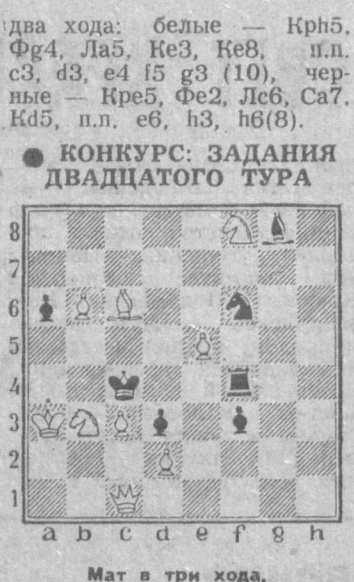 два хода: белые — Крh5,
Фg4, Ла5, Ке3, Ке8, п.п.
c3, d3, e4 f5 g3 (10), чер-
ные — Кре5, Фе2, Лс6, Са7,
Кd5, п.п. e6, h3, h6(8).
● КОНКУРС: ЗАДАНИЯ
ДВАДЦАТОГО ТУРА
8
7
6
5
4
3
2
1
a b c d e f g h
Мат в три хода.